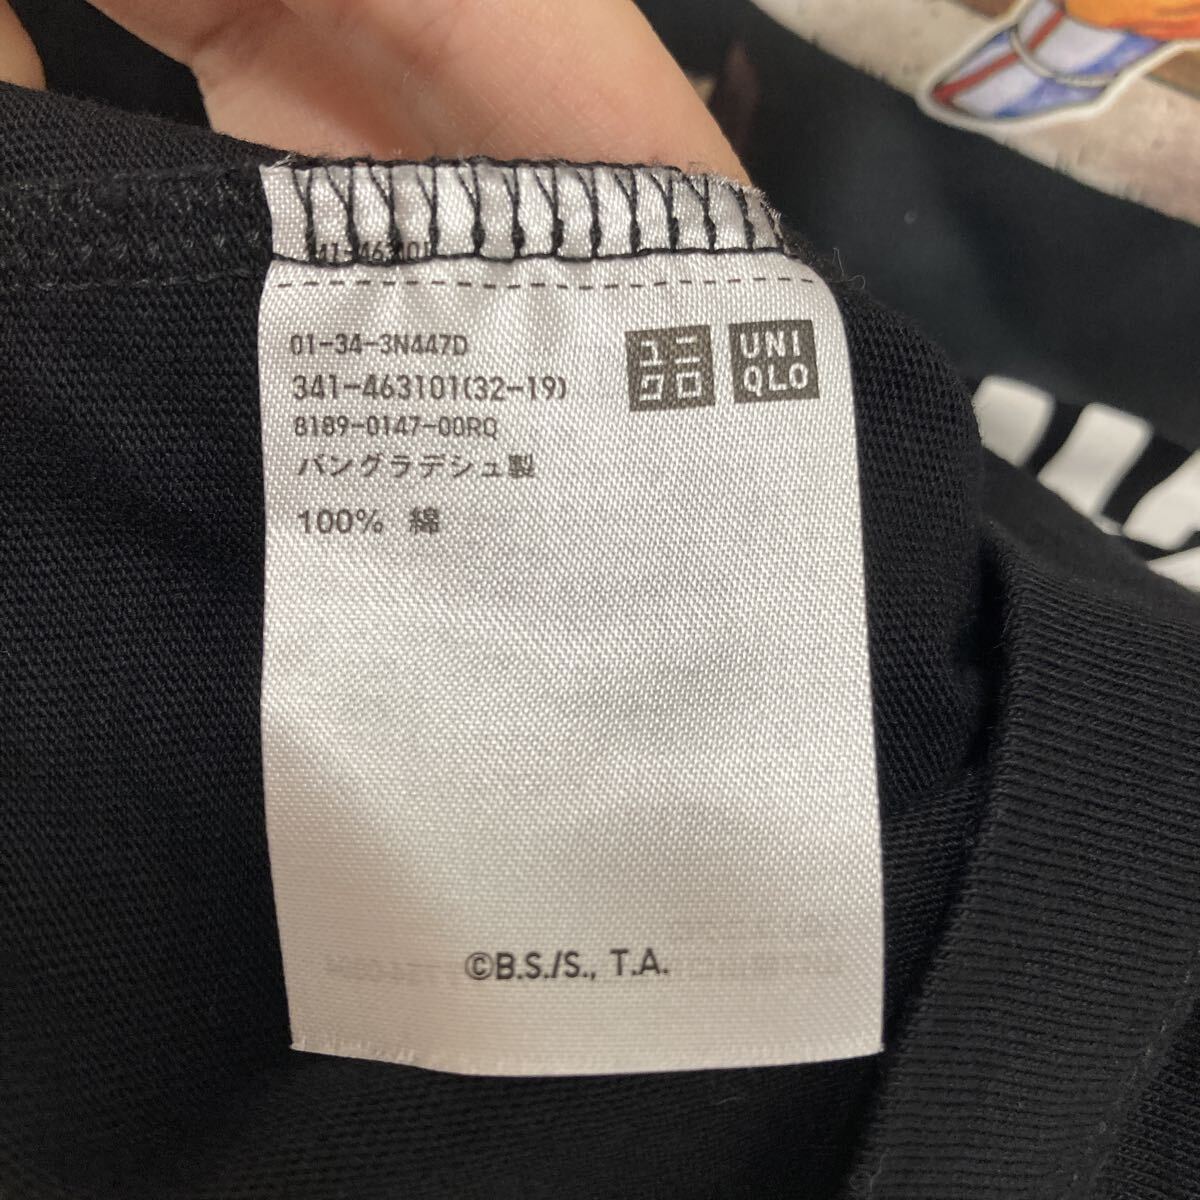 01-34-3N447D
341-463101(32-19)
8189-0147-00RQ
バングラデシュ製
100% 綿
ユニ
クロ
UNI
QLO
©B.S./S., T.A.